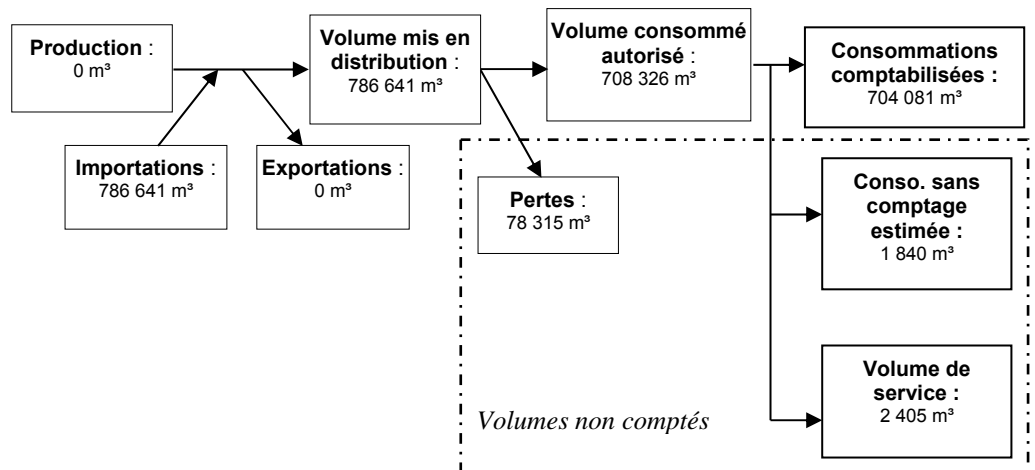 Production :
0 m³
Volume mis en
distribution :
786 641 m³
Volume consommé
autorisé :
708 326 m³
Consommations
comptabilisées :
704 081 m³
Importations :
786 641 m³
Exportations :
0 m³
Pertes :
78 315 m³
Conso. sans
comptage
estimée :
1 840 m³
Volume de
service :
2 405 m³
Volumes non comptés